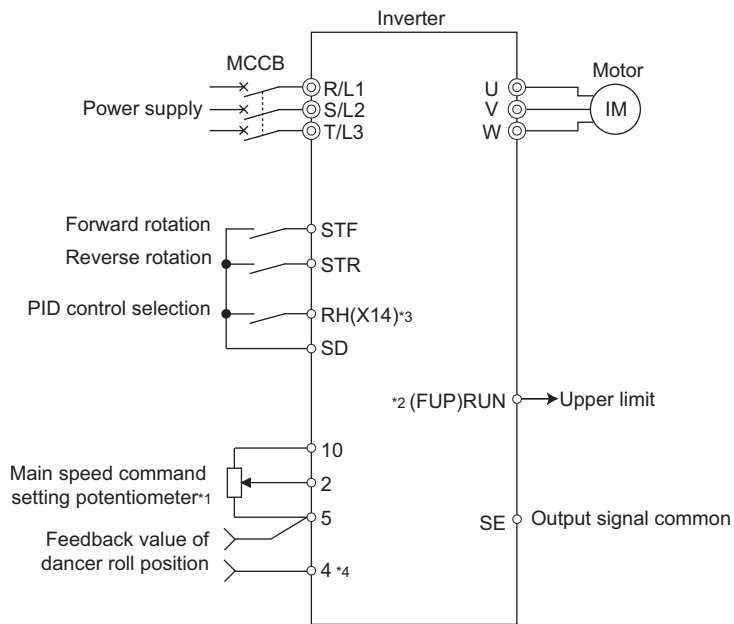 Inverter
MCCB
Power supply
R/L1
S/L2
T/L3
U
V
W
Motor
IM
Forward rotation
STF
Reverse rotation
STR
PID control selection
RH(X14)*3
SD
*2 (FUP)RUN
Upper limit
10
Main speed command
setting potentiometer*1
2
5
SE
Output signal common
Feedback value of
dancer roll position
4 *4